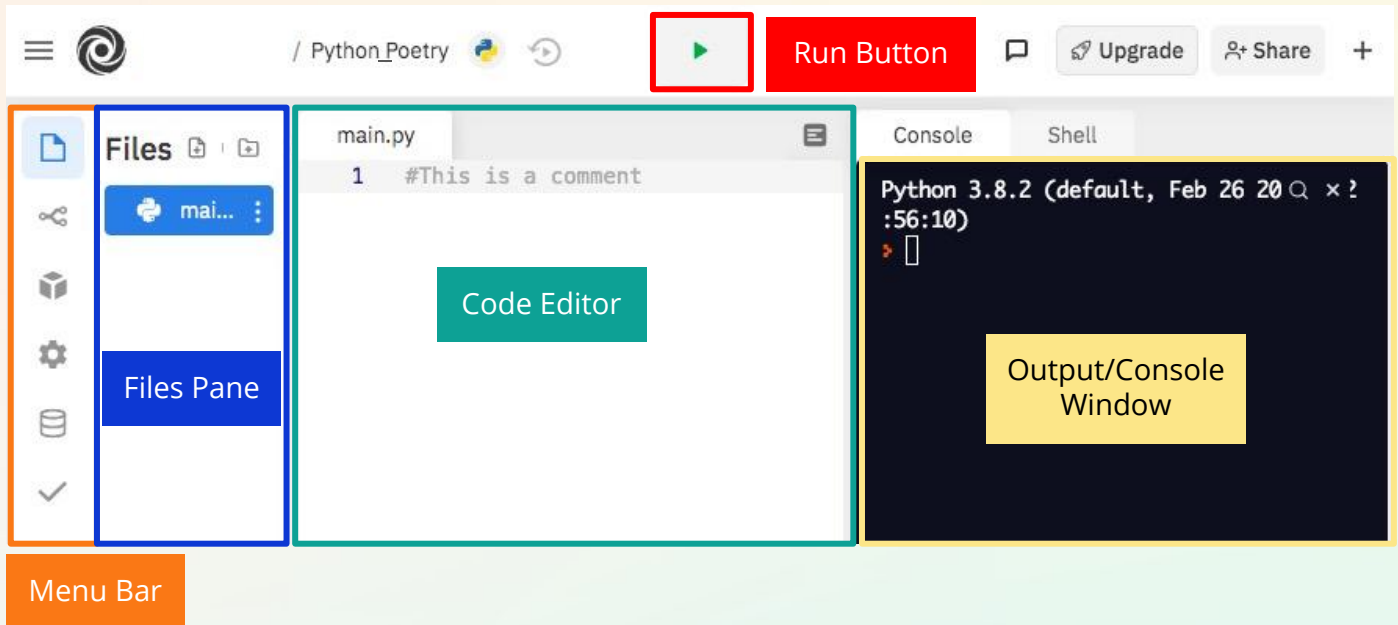 / Python_Poetry
Run Button
Upgrade
Share
+
Files
mai...
Files Pane
main.py
1 #This is a comment
Code Editor
Console
Shell
Python 3.8.2 (default, Feb 26 20
:56:10)
Output/Console
Window
Menu Bar